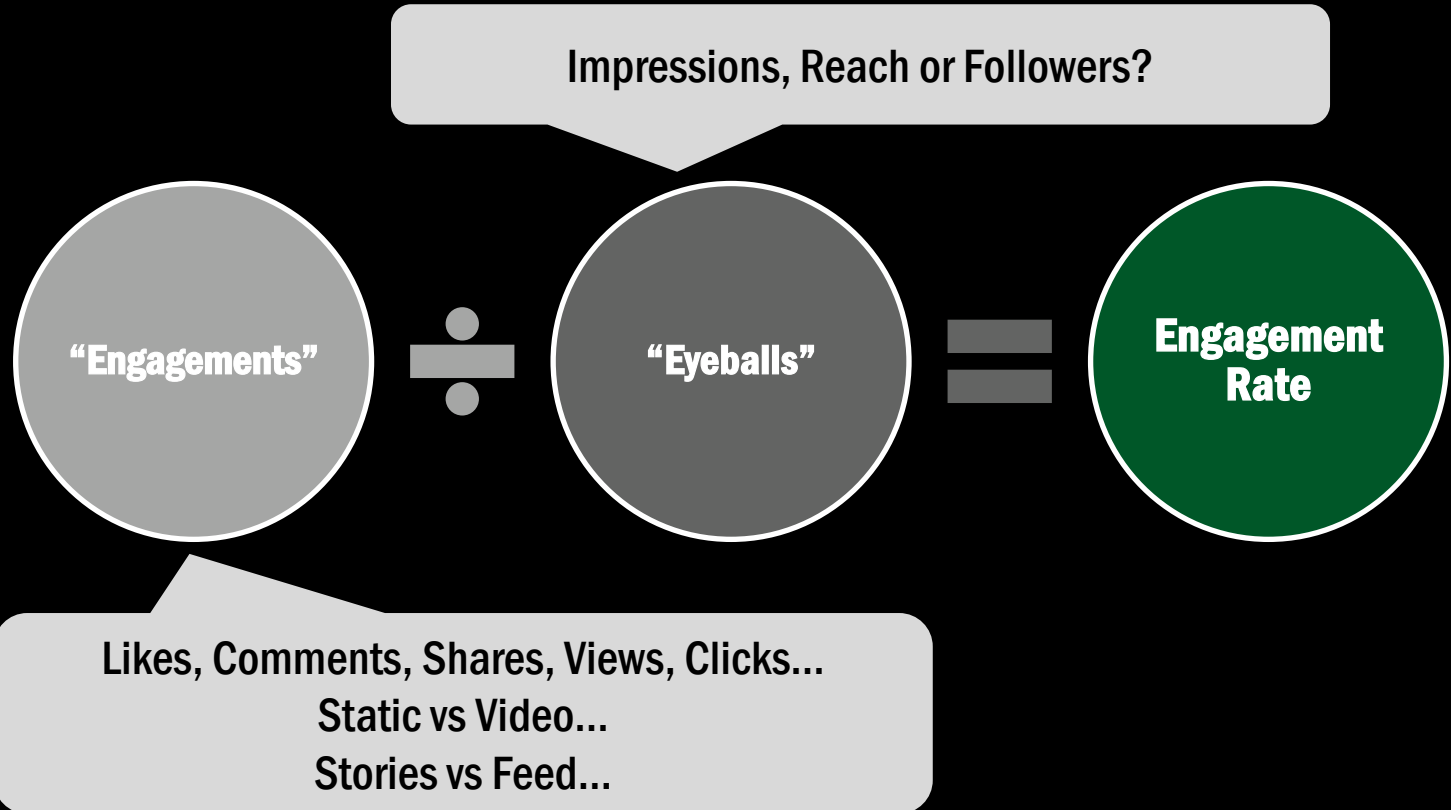 Impressions, Reach or Followers?
“Engagements”
“Eyeballs”
Engagement
Rate
Likes, Comments, Shares, Views, Clicks...
Static vs Video...
Stories vs Feed...